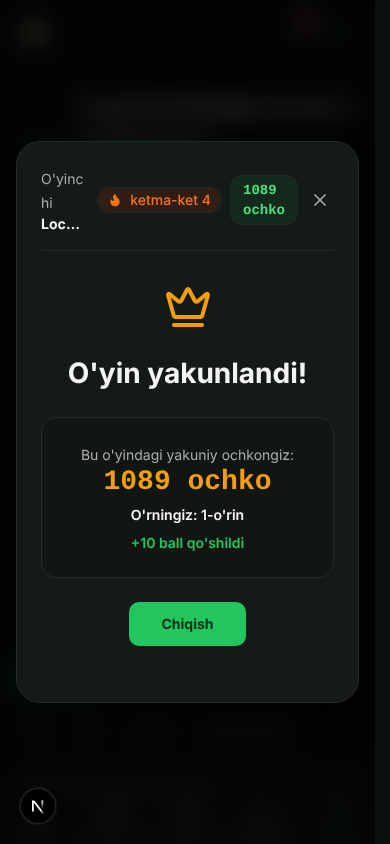 O'yinc
hi
Loc...
ketma-ket 4
1089
ochko
O'yin yakunlandi!
Bu o'yindagi yakuniy ochkongiz:
1089 ochko
O'rningiz: 1-o'rin
+10 ball qo'shildi
Chiqish
N